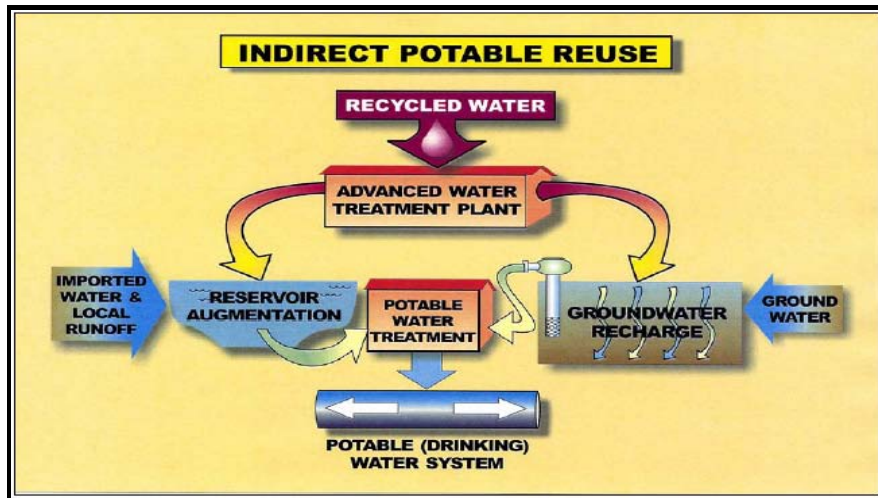 INDIRECT POTABLE REUSE
RECYCLED WATER
ADVANCED WATER
TREATMENT PLANT
IMPORTED
WATER &
LOCAL
RUNOFF
RESERVOIR
AUGMENTATION
POTABLE
WATER
TREATMENT
GROUNDWATER
RECHARGE
GROUND
WATER
POTABLE (DRINKING)
WATER SYSTEM